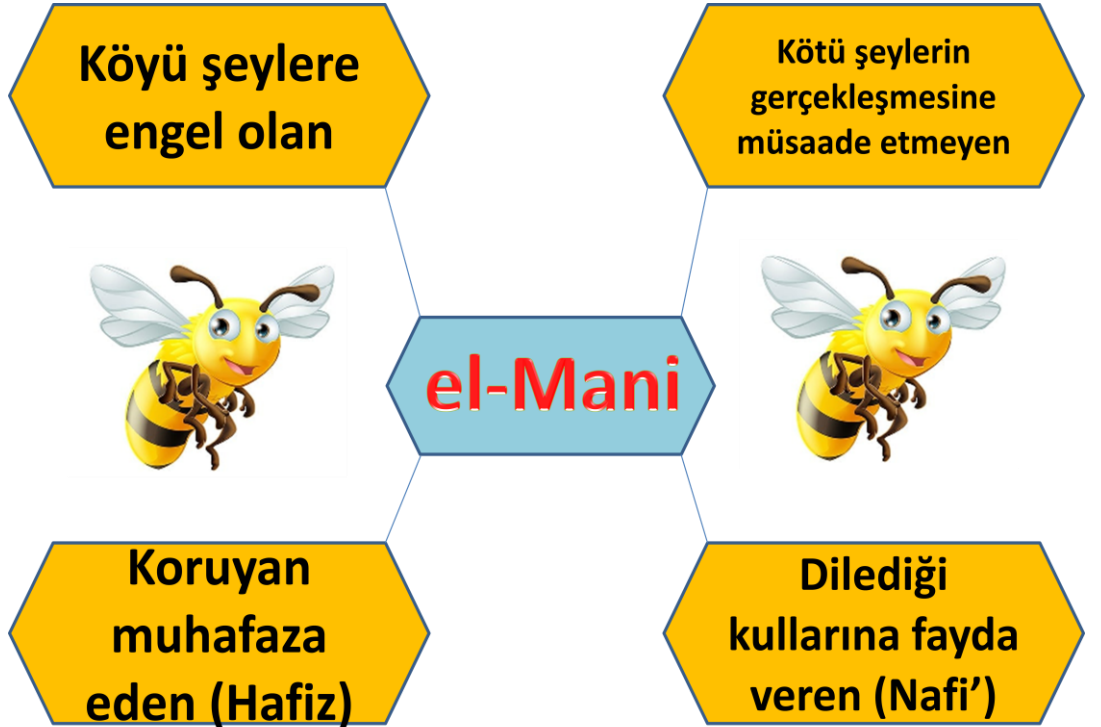 Köyü şeylere
engel olan
Kötü şeylerin
gerçekleşmesine
müsaade etmeyen
el-Mani
Koruyan
muhafaza
eden (Hafiz)
Dilediği
kullarına fayda
veren (Nafi’)